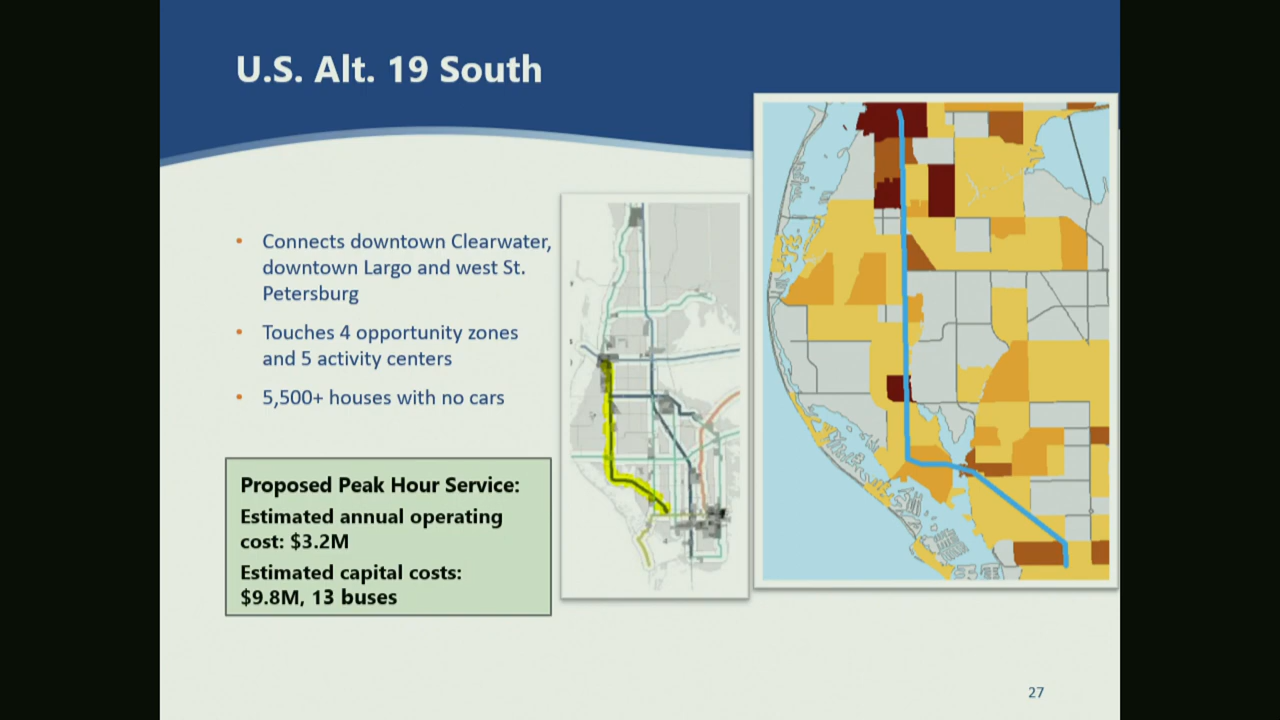 U.S. Alt. 19 South
• Connects downtown Clearwater,
downtown Largo and west St.
Petersburg
• Touches 4 opportunity zones
and 5 activity centers
• 5,500+ houses with no cars
Proposed Peak Hour Service:
Estimated annual operating
cost: $3.2M
Estimated capital costs:
$9.8M, 13 buses
27